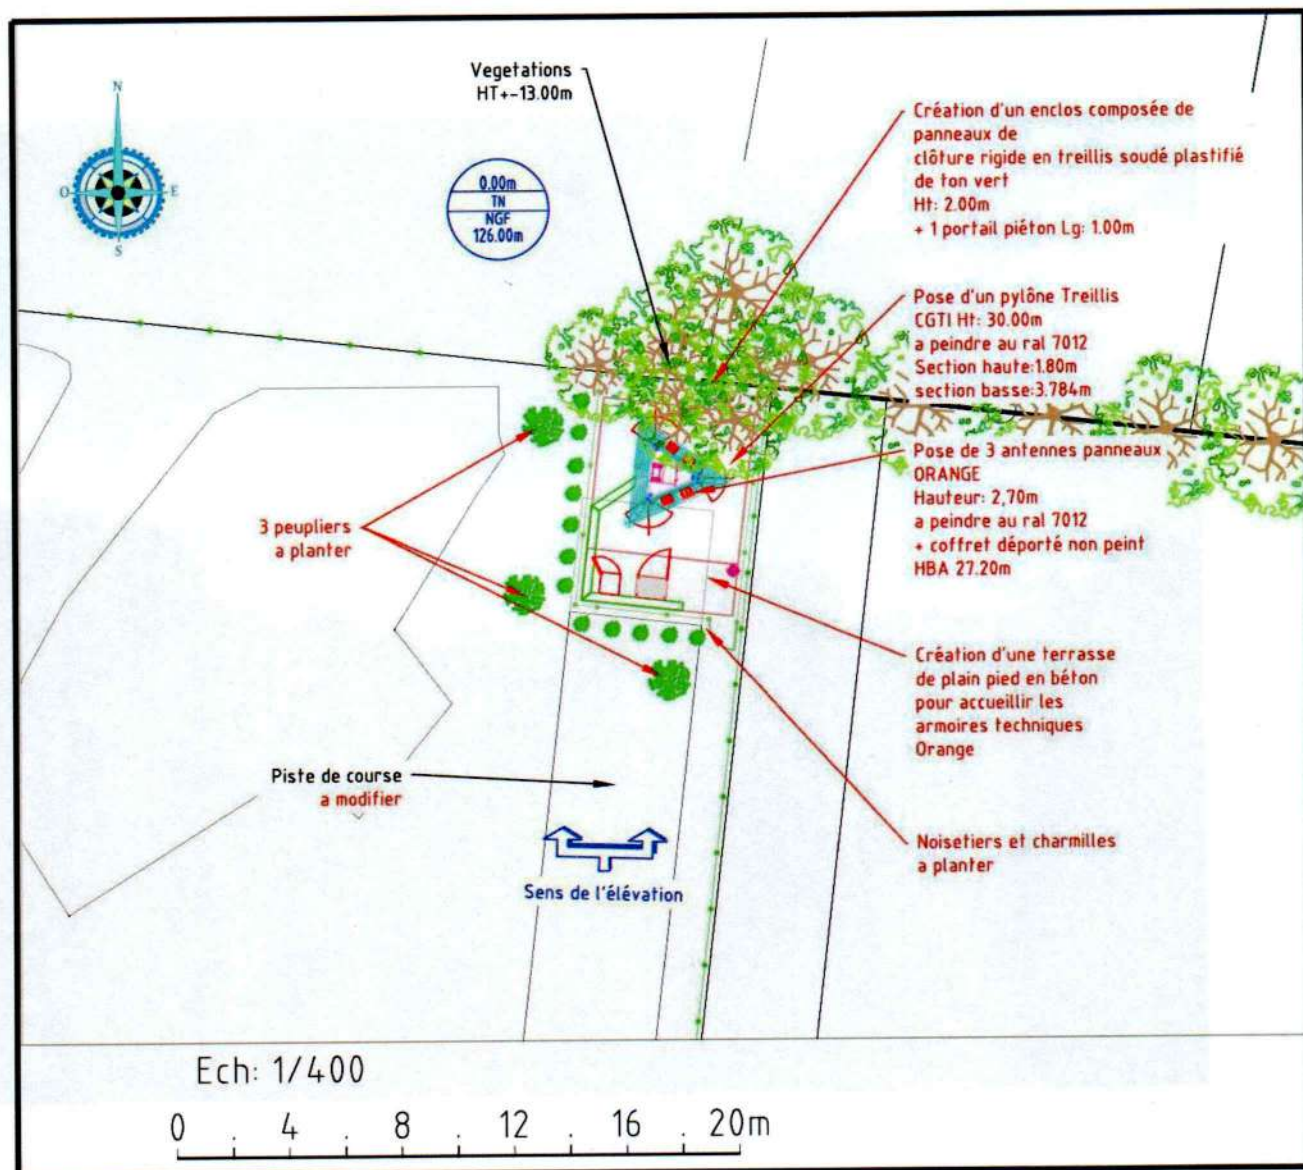 N
O
E
S
Vegetations
HT+-13.00m
0.00m
TN
NGF
126.00m
Création d'un enclos composée de
panneaux de
clôture rigide en treillis soudé plastifié
de ton vert
Ht: 2.00m
+ 1 portail piéton Lg: 1.00m
Pose d'un pylône Treillis
CGTI Ht: 30.00m
a peindre au ral 7012
Section haute:1.80m
section basse:3.784m
Pose de 3 antennes panneaux
ORANGE
Hauteur: 2,70m
a peindre au ral 7012
+ coffret déporté non peint
HBA 27.20m
3 peupliers
a planter
Création d'une terrasse
de plain pied en béton
pour accueillir les
armoires techniques
Orange
Piste de course
a modifier
Noisetiers et charmilles
a planter
Sens de l'élévation
Ech: 1/400
0 . 4 . 8 . 12 . 16 . 20m